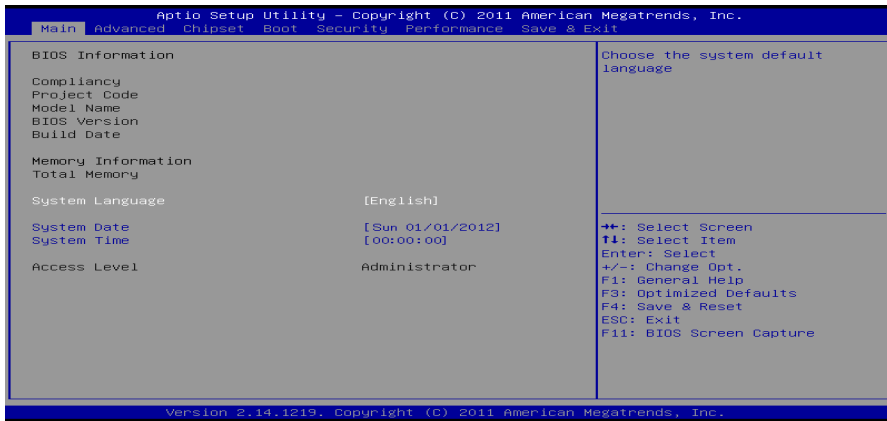 Aptio Setup Utility – Copyright (C) 2011 American Megatrends, Inc.
Main Advanced Chipset Boot Security Performance Save & Exit
BIOS Information
Compliancy
Project Code
Model Name
BIOS Version
Build Date
Memory Information
Total Memory
System Language [English]
System Date [Sun 01/01/2012]
System Time [00:00:00]
Access Level Administrator
Choose the system default
language
→←: Select Screen
↑↓: Select Item
Enter: Select
+/-: Change Opt.
F1: General Help
F3: Optimized Defaults
F4: Save & Reset
ESC: Exit
F11: BIOS Screen Capture
Version 2.14.1219. Copyright (C) 2011 American Megatrends, Inc.